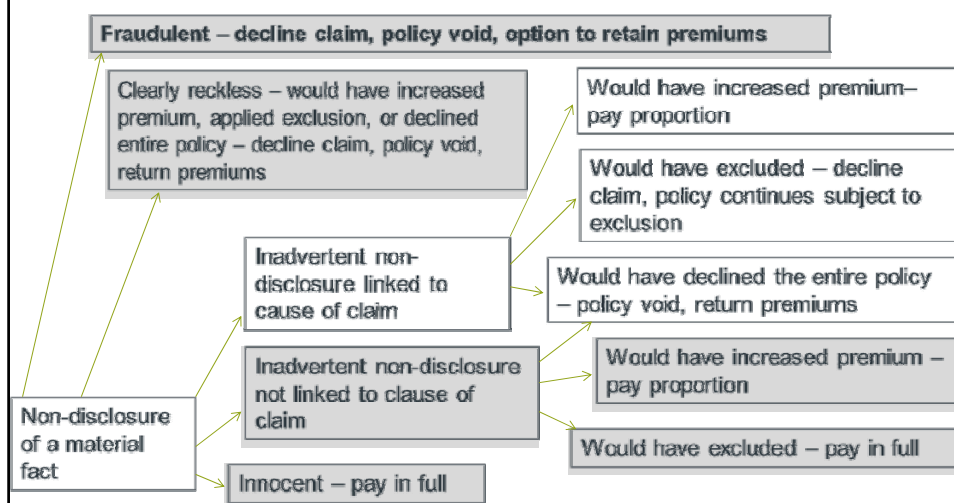 Fraudulent – decline claim, policy void, option to retain premiums
Clearly reckless – would have increased
premium, applied exclusion, or declined
entire policy – decline claim, policy void,
return premiums
Would have increased premium–
pay proportion
Would have excluded – decline
claim, policy continues subject to
exclusion
Inadvertent non-
disclosure linked to
cause of claim
Would have declined the entire policy
– policy void, return premiums
Inadvertent non-disclosure
not linked to clause of
claim
Would have increased premium –
pay proportion
Non-disclosure
of a material
fact
Would have excluded – pay in full
Innocent – pay in full